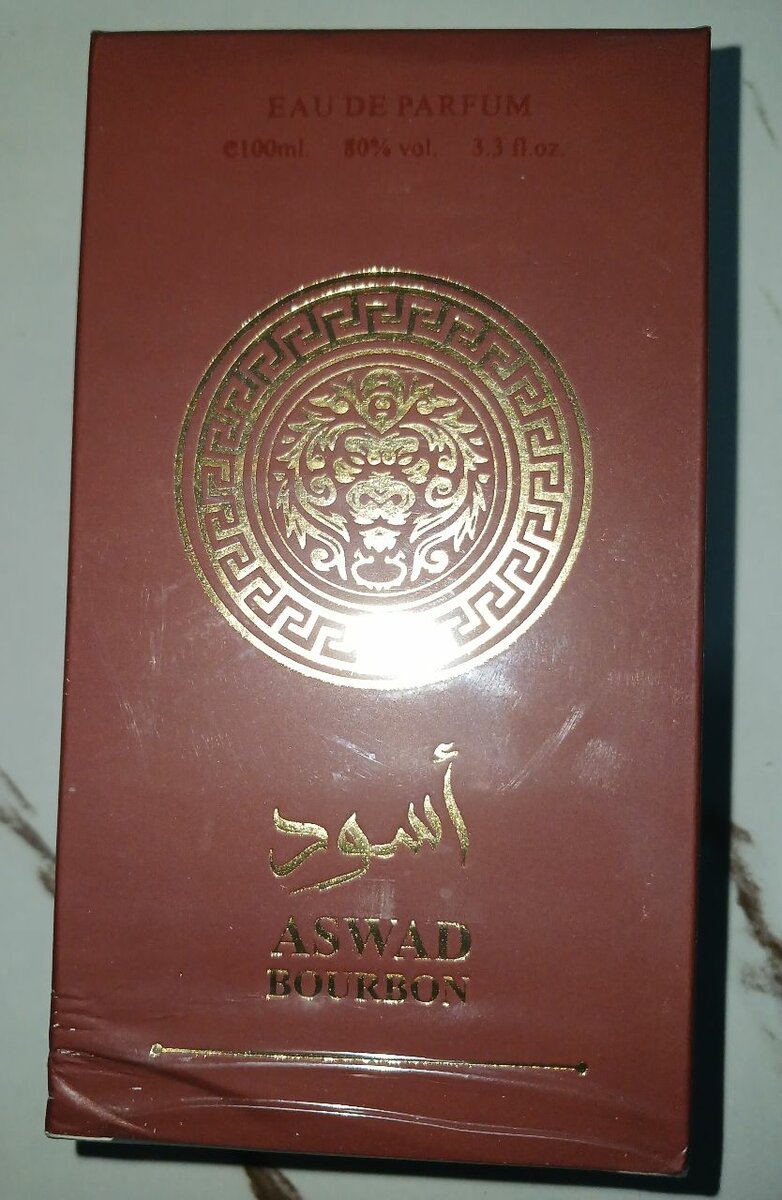 EAU DE PARFUM
℮100ml. 80% vol. 3.3 fl.oz.
أسود
ASWAD
BOURBON